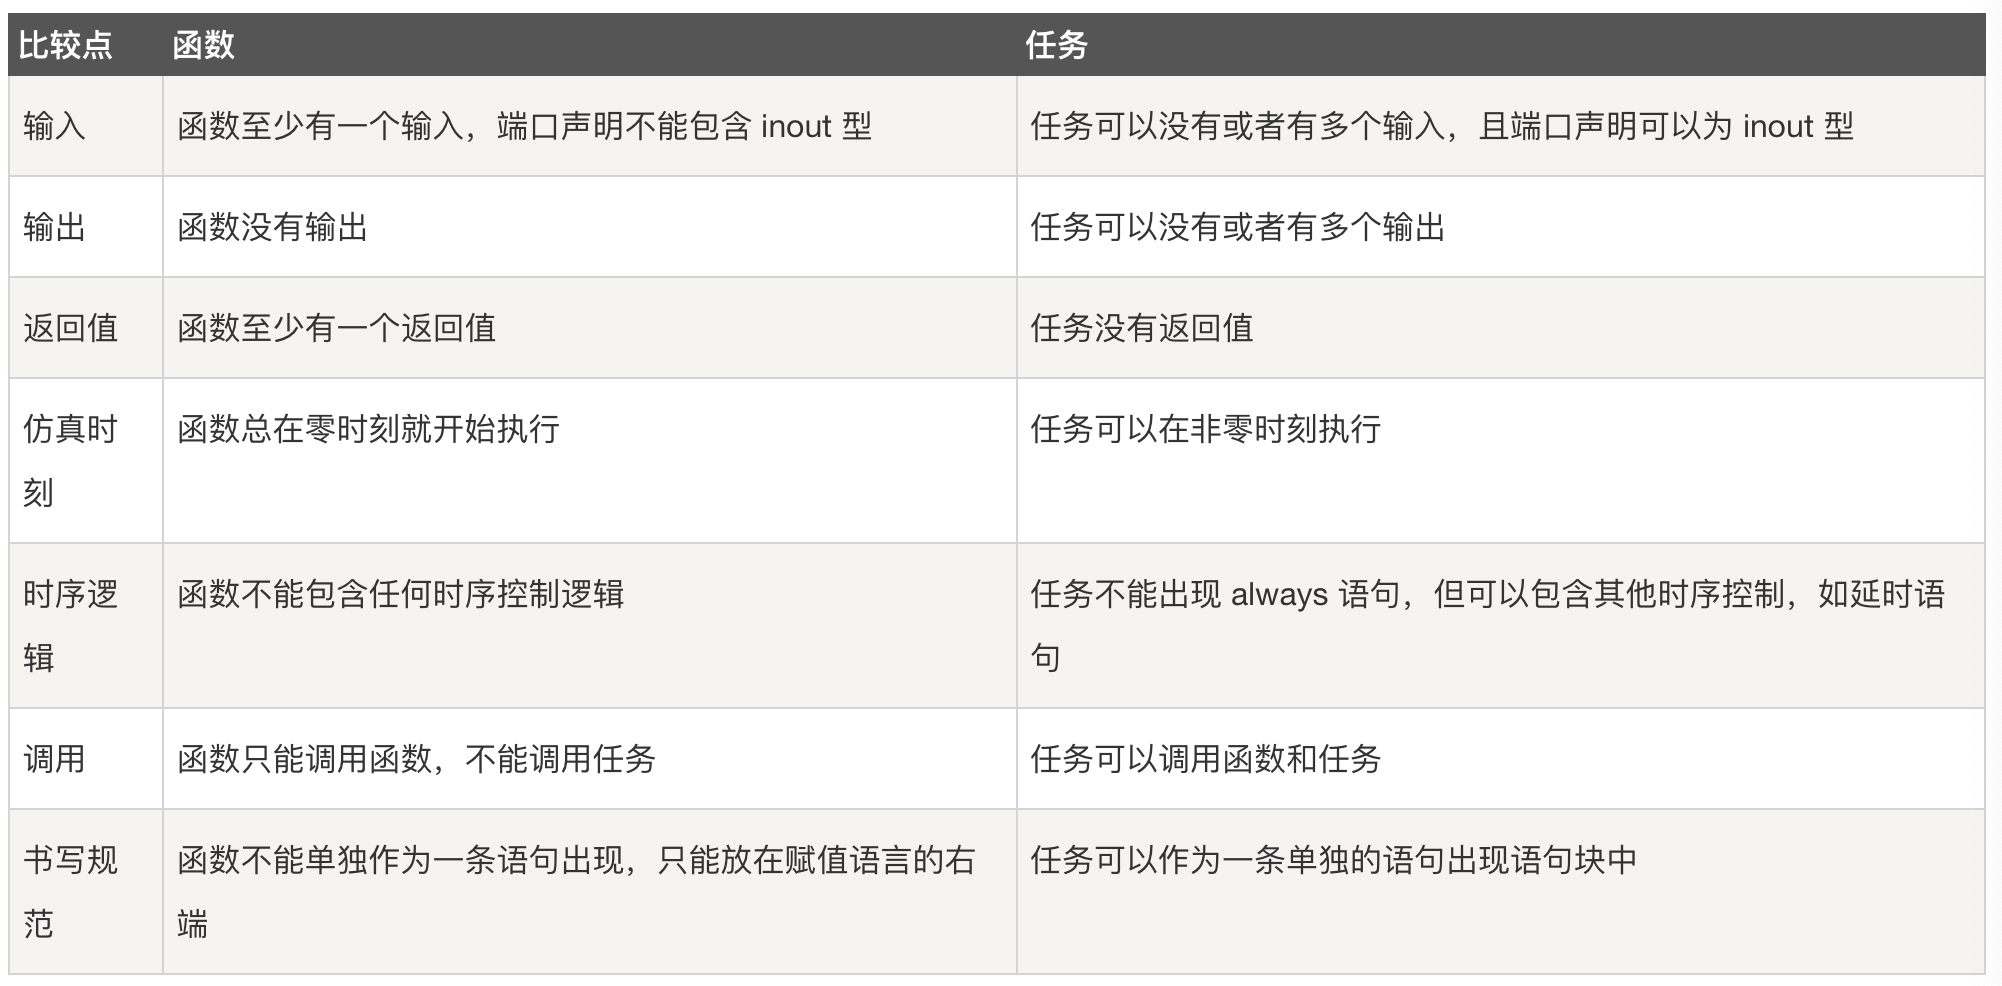 比较点 函数 任务
输入 函数至少有一个输入，端口声明不能包含 inout 型 任务可以没有或者有多个输入，且端口声明可以为 inout 型
输出 函数没有输出 任务可以没有或者有多个输出
返回值 函数至少有一个返回值 任务没有返回值
仿真时 函数总在零时刻就开始执行 任务可以在非零时刻执行
刻
时序逻 函数不能包含任何时序控制逻辑 任务不能出现 always 语句，但可以包含其他时序控制，如延时语
辑 句
调用 函数只能调用函数，不能调用任务 任务可以调用函数和任务
书写规 函数不能单独作为一条语句出现，只能放在赋值语言的右 任务可以作为一条单独的语句出现语句块中
范 端